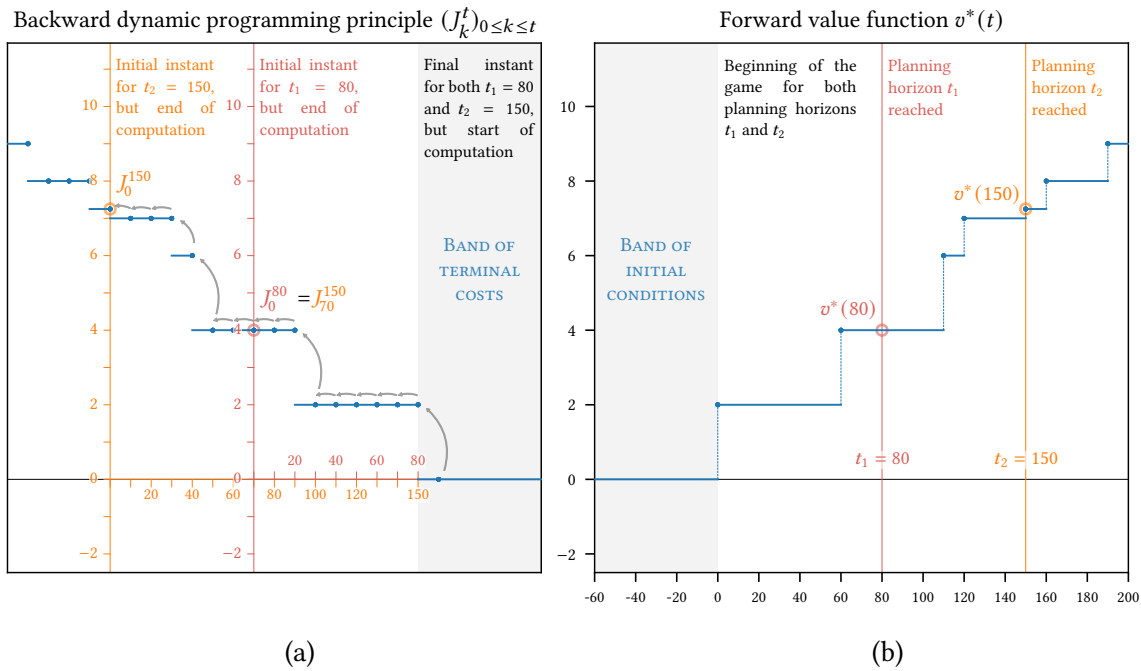 Backward dynamic programming principle (J_k^t)_{0≤k≤t}
Initial instant
for t₂ = 150,
but end of
computation
Initial instant
for t₁ = 80,
but end of
computation
Final instant
for both t₁ = 80
and t₂ = 150,
but start of
computation
10
8
6
4
2
0
−2
10
8
6
4
2
0
−2
J_0^150
J_0^80 = J_70^150
Band of
terminal
costs
20 40 60 80
20 40 60 80 100 120 150
(a)
Forward value function v*(t)
Beginning of the
game for both
planning horizons
t₁ and t₂
Planning
horizon t₁
reached
Planning
horizon t₂
reached
10
8
6
4
2
0
−2
v*(150)
v*(80)
Band of
initial
conditions
t₁ = 80
t₂ = 150
-60 -40 -20 0 20 40 60 80 100 120 140 160 180 200
(b)